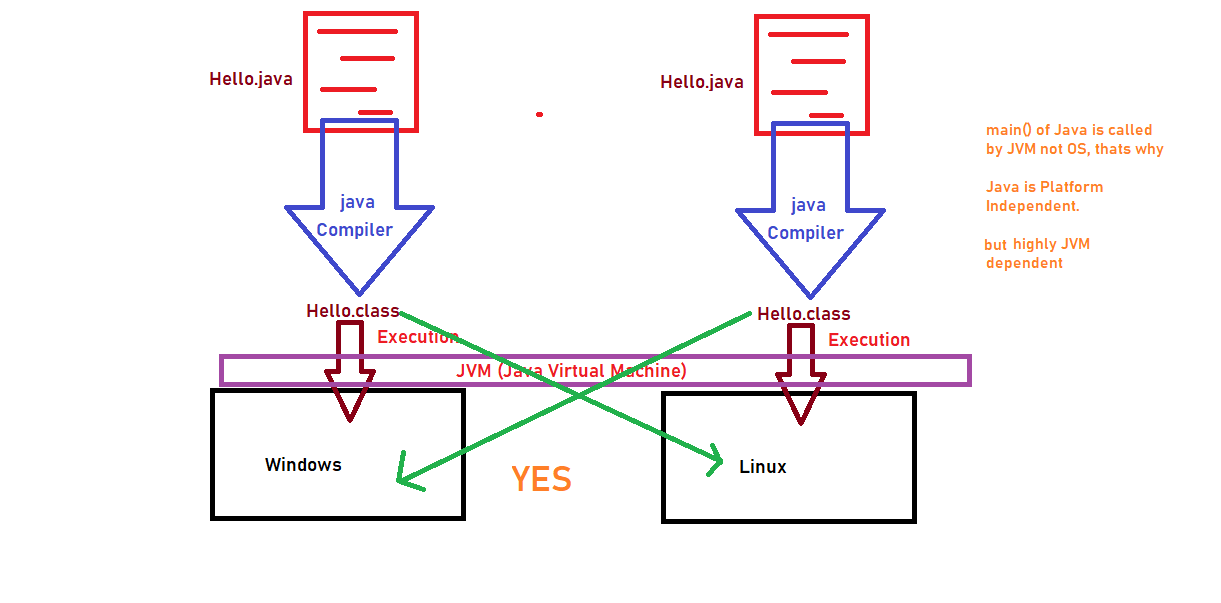 Hello.java
Hello.java
main() of Java is called
by JVM not OS, thats why
Java is Platform
Independent.
but highly JVM
dependent
java
Compiler
java
Compiler
Hello.class
Hello.class
Execution
Execution
JVM (Java Virtual Machine)
Windows
YES
Linux